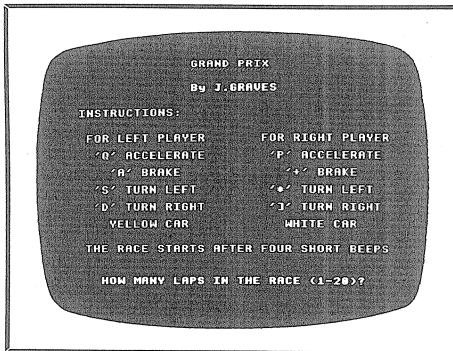 GRAND PRIX
By J.GRAVES
INSTRUCTIONS:
FOR LEFT PLAYER FOR RIGHT PLAYER
'Q' ACCELERATE 'P' ACCELERATE
'A' BRAKE '+' BRAKE
'S' TURN LEFT '*' TURN LEFT
'D' TURN RIGHT ']' TURN RIGHT
YELLOW CAR WHITE CAR
THE RACE STARTS AFTER FOUR SHORT BEEPS
HOW MANY LAPS IN THE RACE (1-20)?